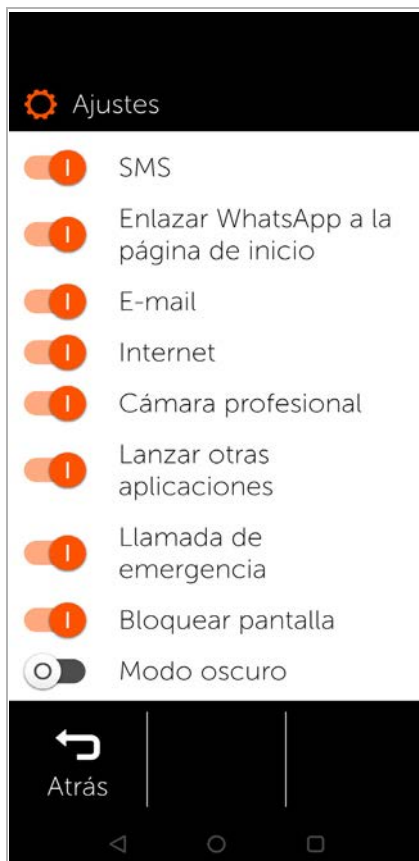 Ajustes
SMS
Enlazar WhatsApp a la
página de inicio
E-mail
Internet
Cámara profesional
Lanzar otras
aplicaciones
Llamada de
emergencia
Bloquear pantalla
Modo oscuro
Atrás